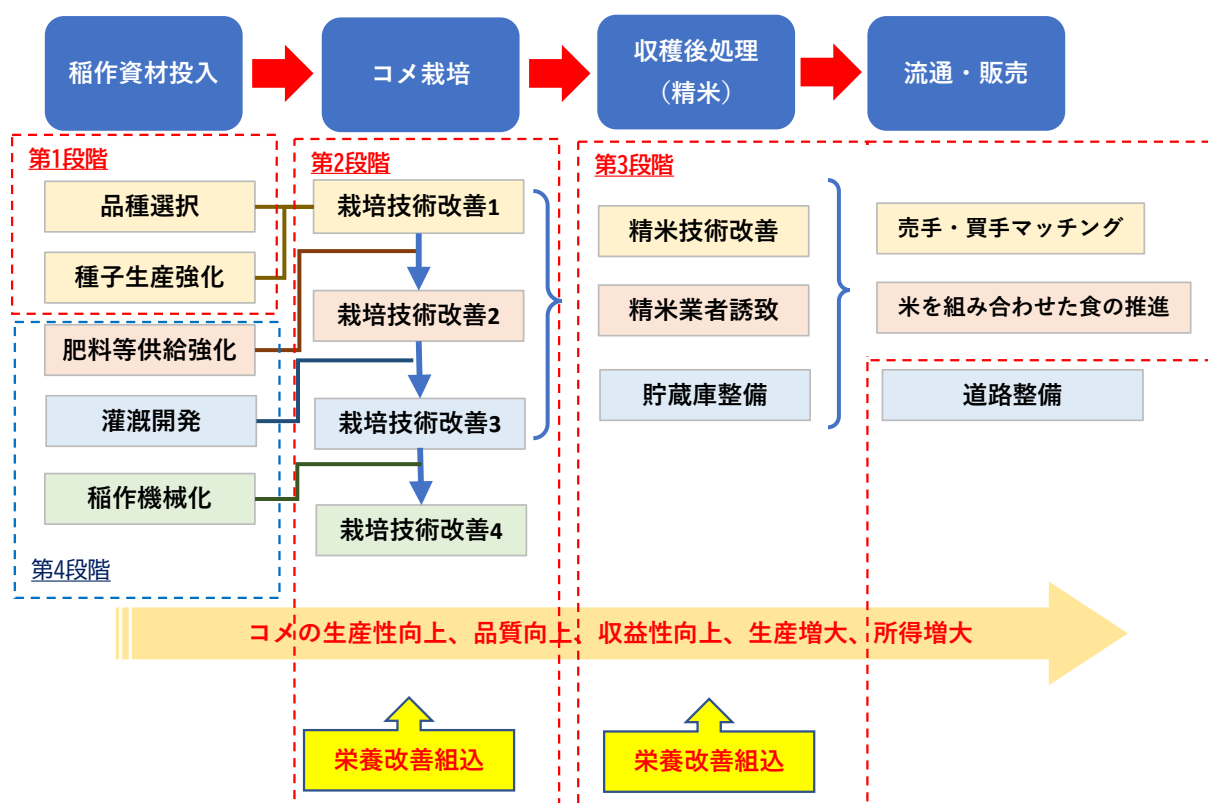 稲作資材投入
コメ栽培
収穫後処理
（精米）
流通・販売
第1段階
品種選択
種子生産強化
肥料等供給強化
灌漑開発
稲作機械化
第4段階
第2段階
栽培技術改善1
栽培技術改善2
栽培技術改善3
栽培技術改善4
第3段階
精米技術改善
精米業者誘致
貯蔵庫整備
売手・買手マッチング
米を組み合わせた食の推進
道路整備
コメの生産性向上、品質向上、収益性向上、生産増大、所得増大
栄養改善組込
栄養改善組込